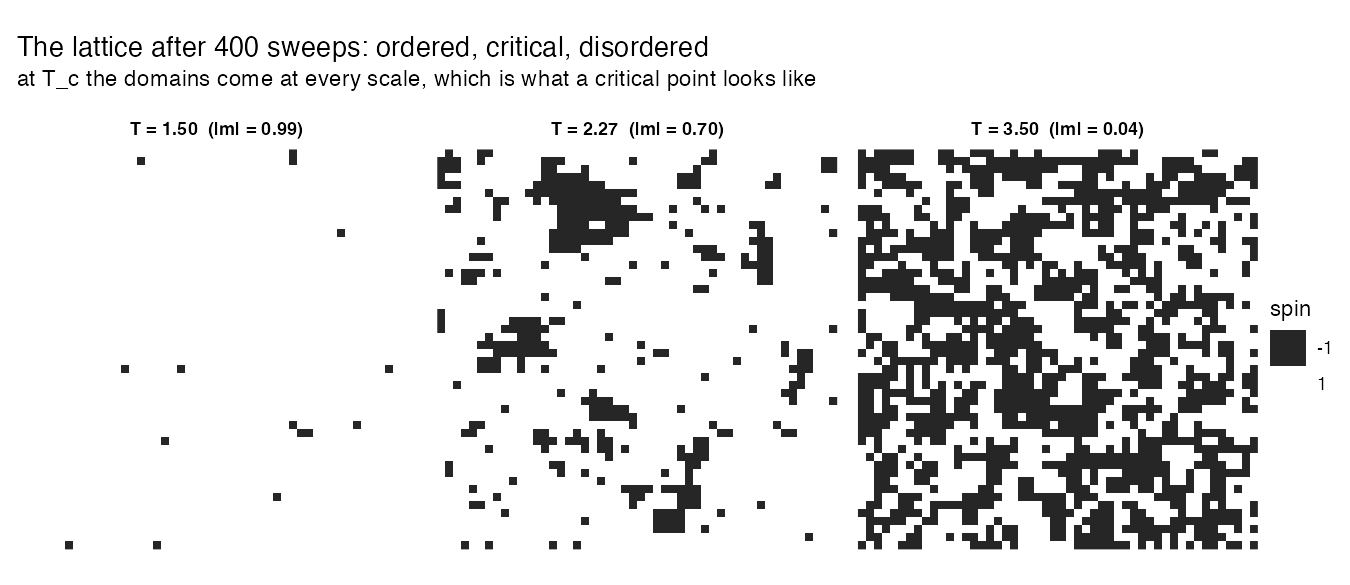 The lattice after 400 sweeps: ordered, critical, disordered
at T_c the domains come at every scale, which is what a critical point looks like
T = 1.50 (|m| = 0.99)
T = 2.27 (|m| = 0.70)
T = 3.50 (|m| = 0.04)
spin
-1
1